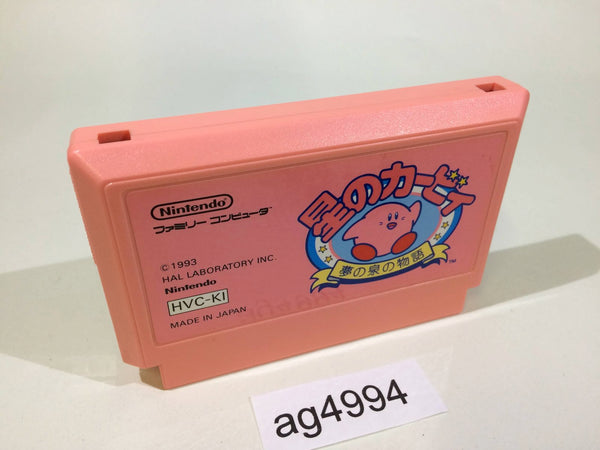 Nintendo
ファミリー コンピュータ
©1993
HAL LABORATORY INC.
Nintendo
HVC-KI
MADE IN JAPAN
星のカービィ
夢の泉の物語
TM
ag4994